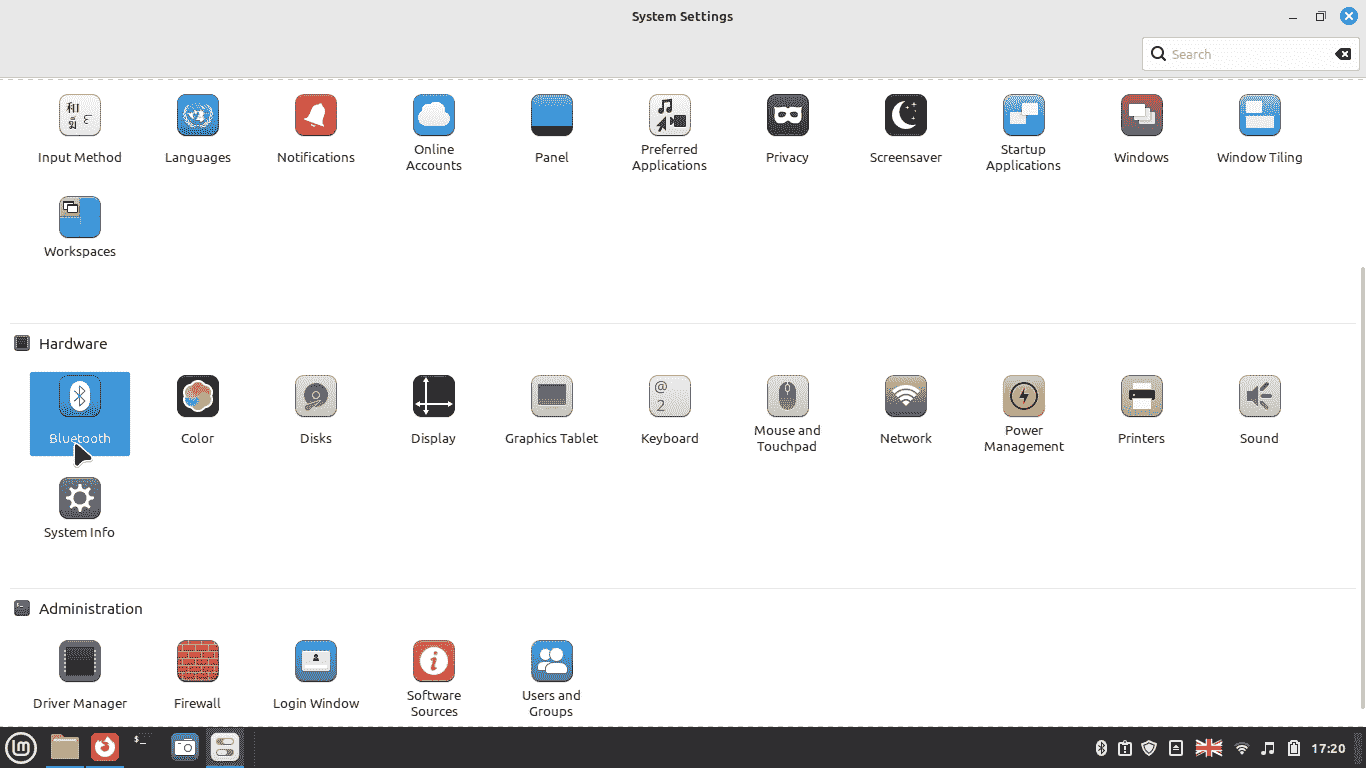 System Settings
Search
Input Method
Languages
Notifications
Online
Accounts
Panel
Preferred
Applications
Privacy
Screensaver
Startup
Applications
Windows
Window Tiling
Workspaces
Hardware
Bluetooth
Color
Disks
Display
Graphics Tablet
@
2
Keyboard
Mouse and
Touchpad
Network
Power
Management
Printers
Sound
System Info
Administration
Driver Manager
Firewall
Login Window
Software
Sources
Users and
Groups
17:20